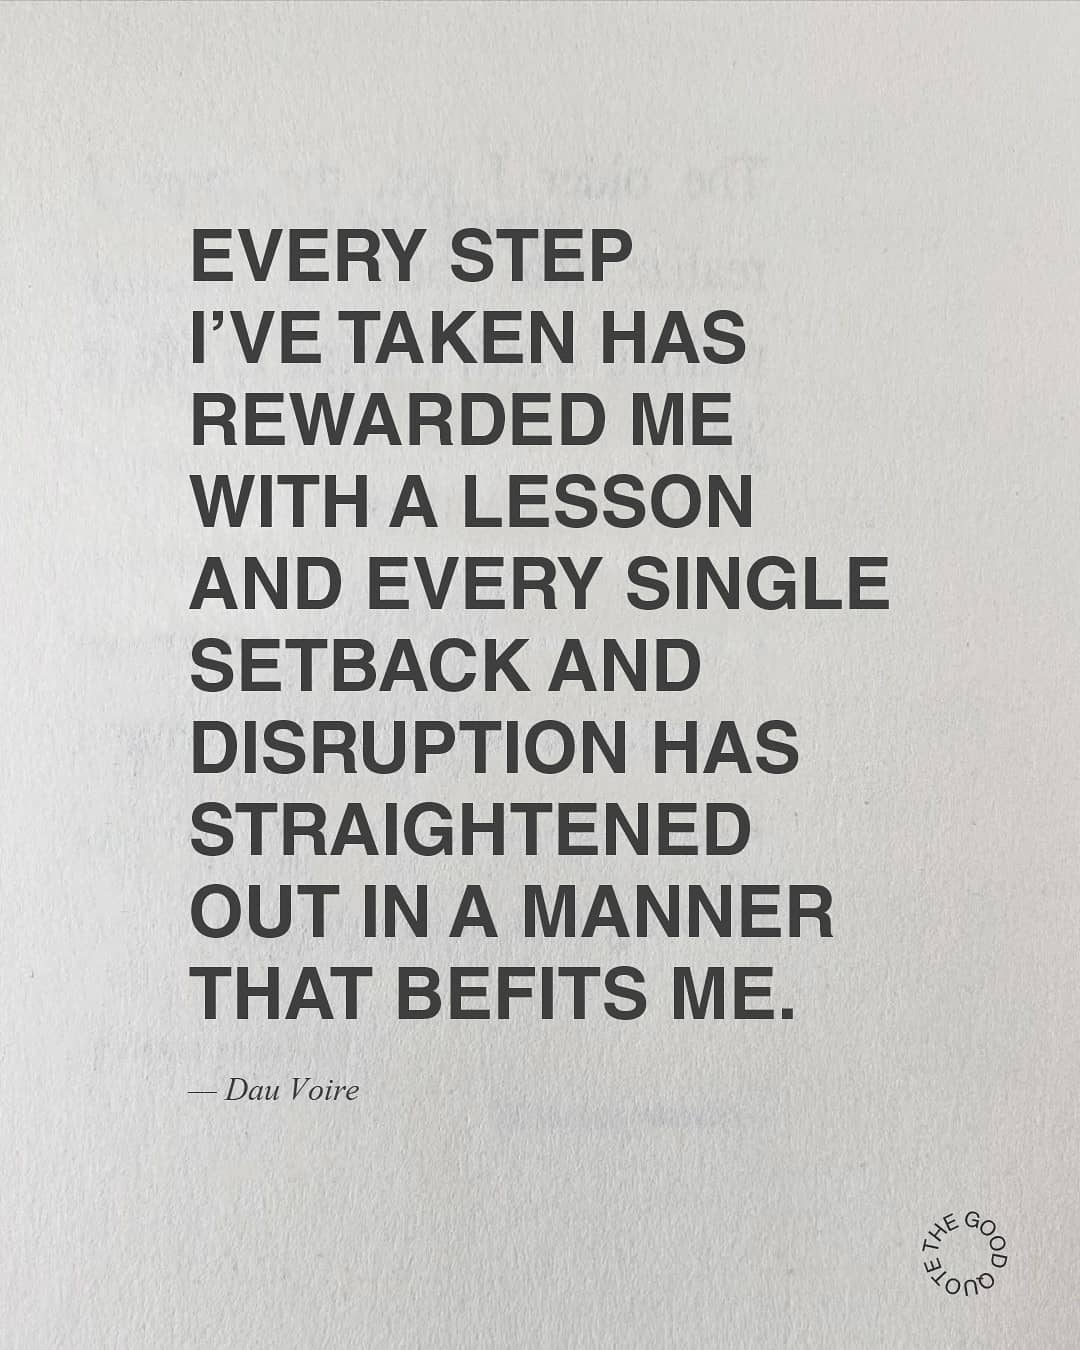 EVERY STEP
I’VE TAKEN HAS
REWARDED ME
WITH A LESSON
AND EVERY SINGLE
SETBACK AND
DISRUPTION HAS
STRAIGHTENED
OUT IN A MANNER
THAT BEFITS ME.
— Dau Voire
THE GOOD QUOTE